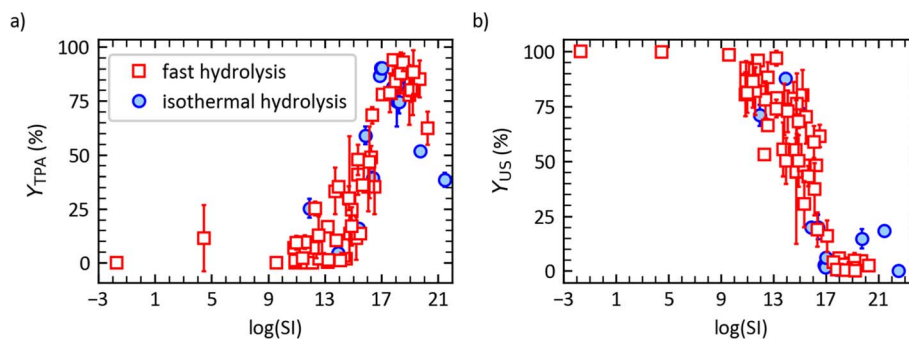 a)
100
75
50
25
0
Y_TPA (%)
fast hydrolysis
isothermal hydrolysis
−3 1 5 9 13 17 21
log(SI)
b)
100
75
50
25
0
Y_US (%)
−3 1 5 9 13 17 21
log(SI)